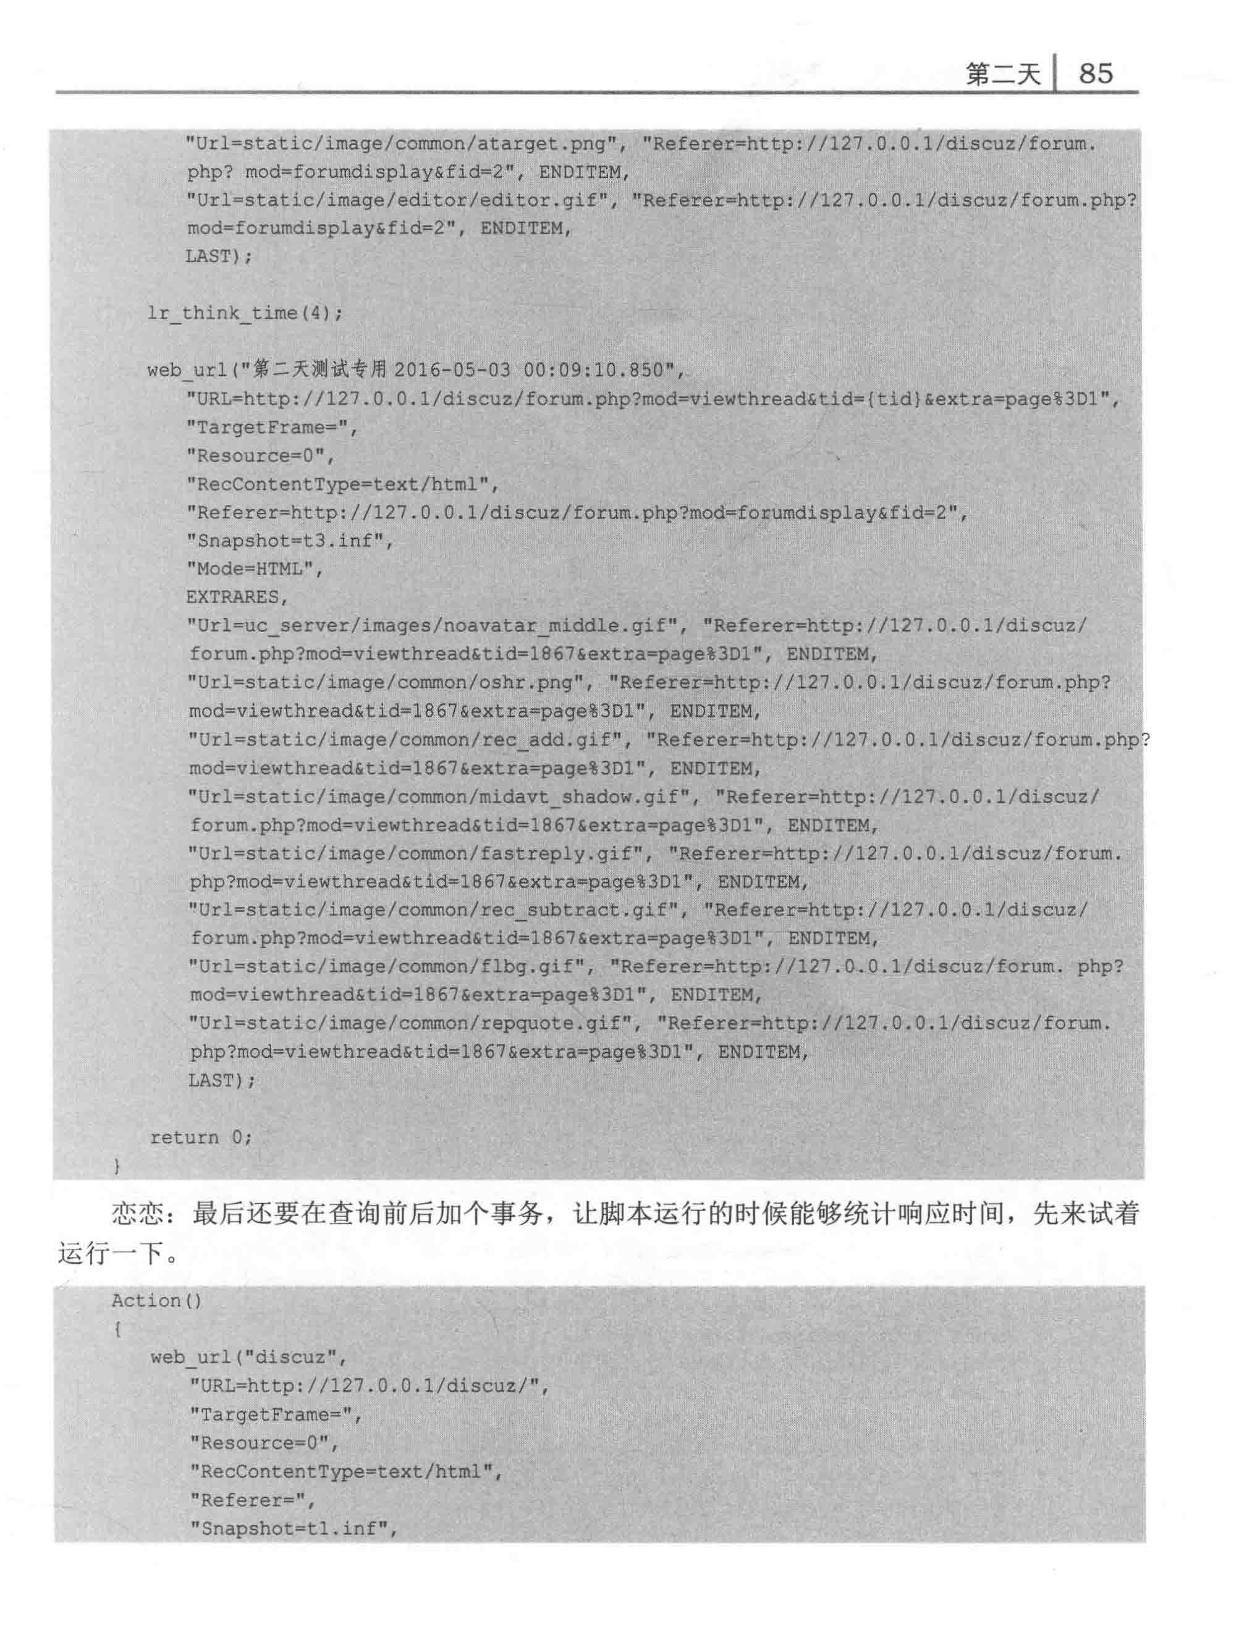 第二天 85
"Url=static/image/common/atarget.png", "Referer=http://127.0.0.1/discuz/forum.
php? mod=forumdisplay&fid=2", ENDITEM,
"Url=static/image/editor/editor.gif", "Referer=http://127.0.0.1/discuz/forum.php?
mod=forumdisplay&fid=2", ENDITEM,
LAST);
lr_think_time(4);
web_url("第二天测试专用 2016-05-03 00:09:10.850",
"URL=http://127.0.0.1/discuz/forum.php?mod=viewthread&tid={tid}&extra=page%3D1",
"TargetFrame=",
"Resource=0",
"RecContentType=text/html",
"Referer=http://127.0.0.1/discuz/forum.php?mod=forumdisplay&fid=2",
"Snapshot=t3.inf",
"Mode=HTML",
EXTRARES,
"Url=uc_server/images/noavatar_middle.gif", "Referer=http://127.0.0.1/discuz/
forum.php?mod=viewthread&tid=1867&extra=page%3D1", ENDITEM,
"Url=static/image/common/oshr.png", "Referer=http://127.0.0.1/discuz/forum.php?
mod=viewthread&tid=1867&extra=page%3D1", ENDITEM,
"Url=static/image/common/rec_add.gif", "Referer=http://127.0.0.1/discuz/forum.php?
mod=viewthread&tid=1867&extra=page%3D1", ENDITEM,
"Url=static/image/common/midavt_shadow.gif", "Referer=http://127.0.0.1/discuz/
forum.php?mod=viewthread&tid=1867&extra=page%3D1", ENDITEM,
"Url=static/image/common/fastreply.gif", "Referer=http://127.0.0.1/discuz/forum.
php?mod=viewthread&tid=1867&extra=page%3D1", ENDITEM,
"Url=static/image/common/rec_subtract.gif", "Referer=http://127.0.0.1/discuz/
forum.php?mod=viewthread&tid=1867&extra=page%3D1", ENDITEM,
"Url=static/image/common/flbg.gif", "Referer=http://127.0.0.1/discuz/forum. php?
mod=viewthread&tid=1867&extra=page%3D1", ENDITEM,
"Url=static/image/common/repquote.gif", "Referer=http://127.0.0.1/discuz/forum.
php?mod=viewthread&tid=1867&extra=page%3D1", ENDITEM,
LAST);
return 0;
}
恋恋：最后还要在查询前后加个事务，让脚本运行的时候能够统计响应时间，先来试着
运行一下。
Action()
{
web_url("discuz",
"URL=http://127.0.0.1/discuz/",
"TargetFrame=",
"Resource=0",
"RecContentType=text/html",
"Referer=",
"Snapshot=t1.inf",